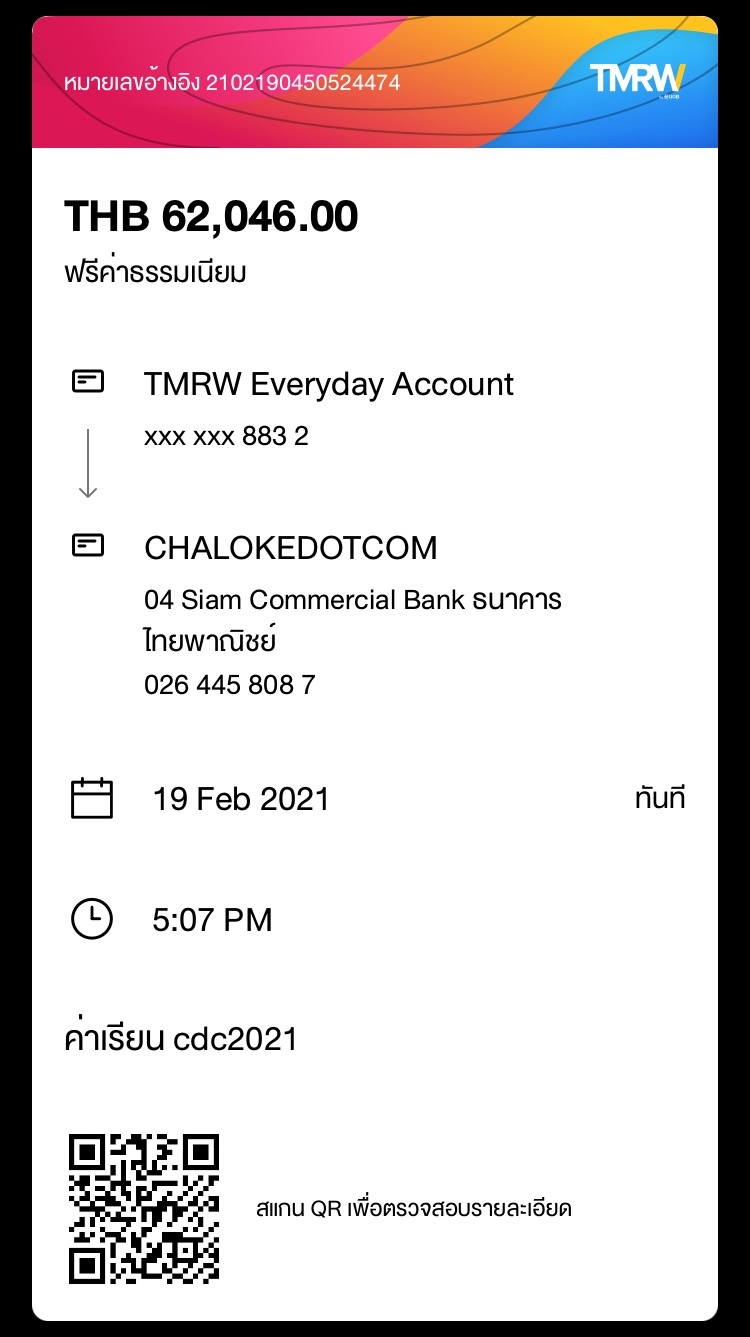 หมายเลขอ้างอิง 2102190450524474
TMRW
THB 62,046.00
ฟรีค่าธรรมเนียม
TMRW Everyday Account
xxx xxx 883 2
CHALOKEDOTCOM
04 Siam Commercial Bank ธนาคาร
ไทยพาณิชย์
026 445 808 7
19 Feb 2021
ทันที
5:07 PM
ค่าเรียน cdc2021
สแกน QR เพื่อตรวจสอบรายละเอียด